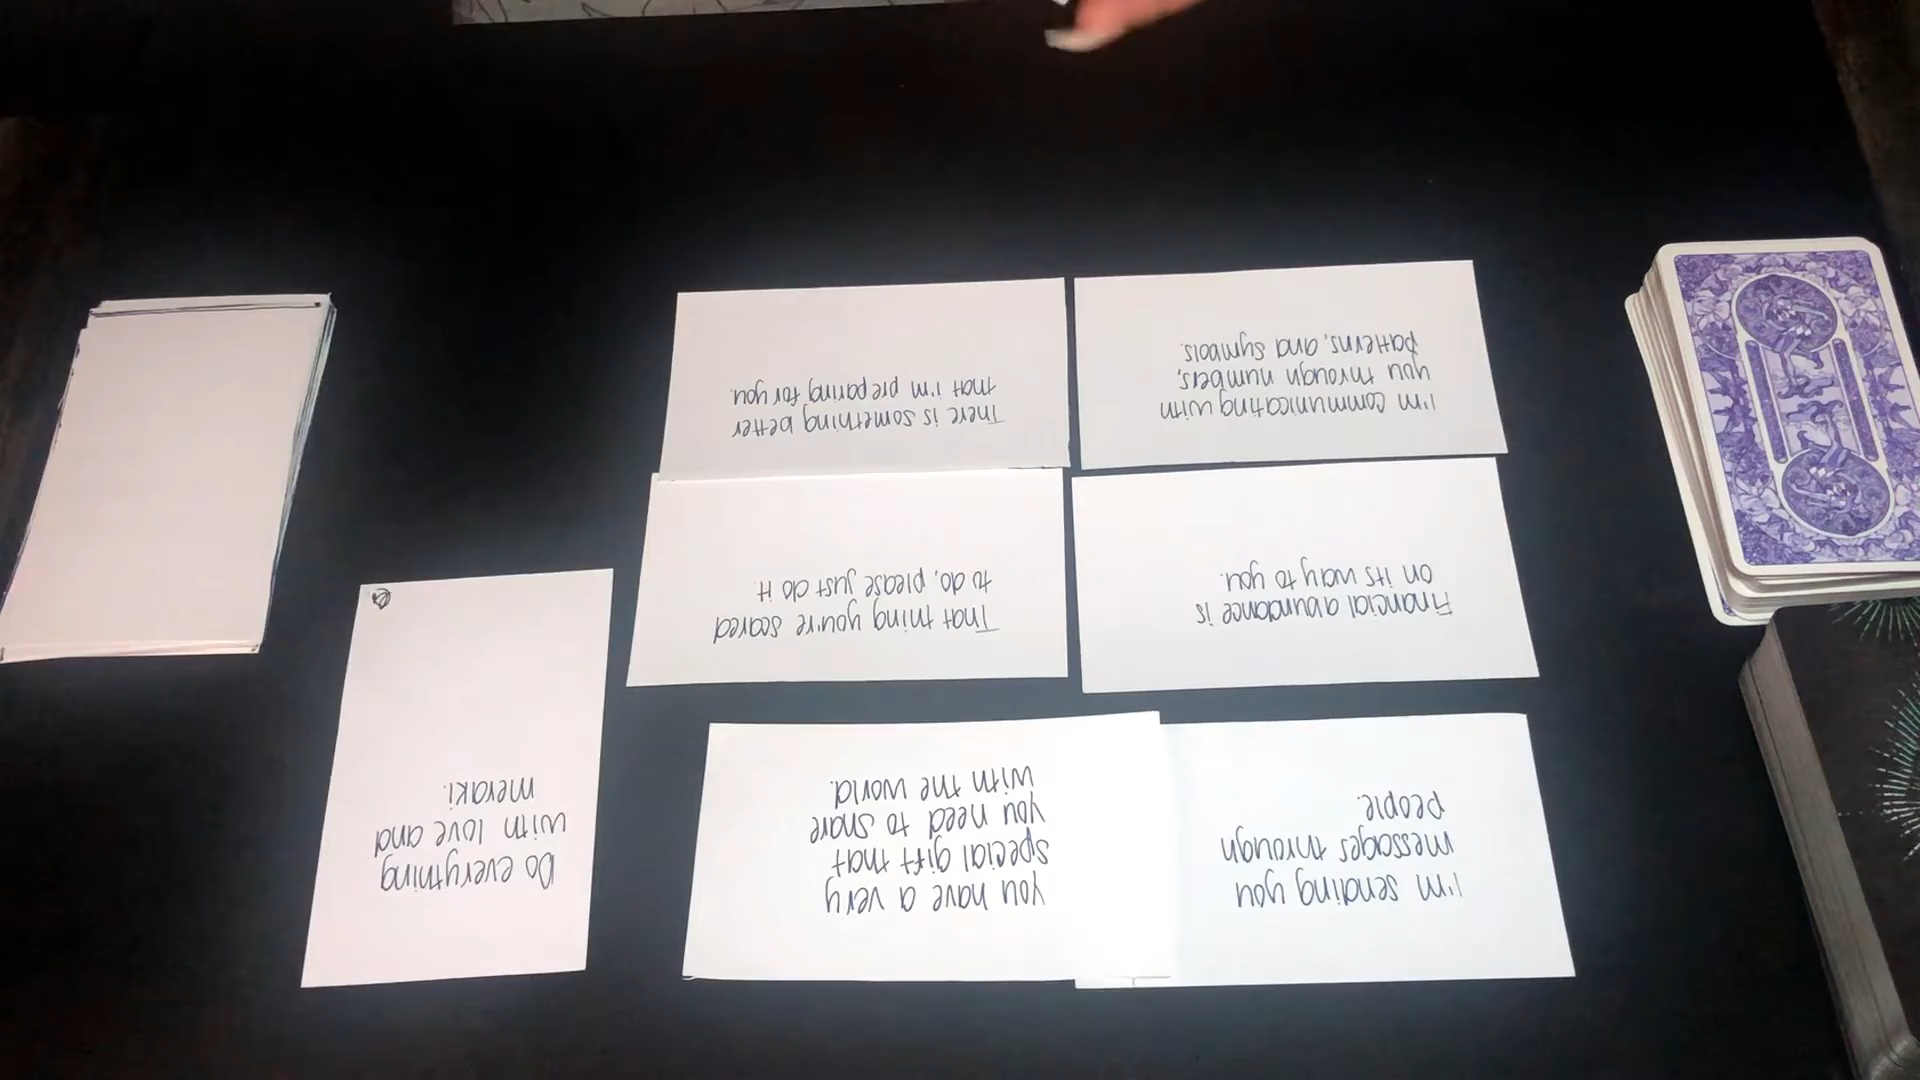 I'm sending you
messages through
people.
you have a very
special gift that
you need to share
with the world.
Do everything
with love and
meraki.
Financial abundance is
on its way to you.
That thing you're scared
to do, please just do it.
I'm communicating with
you through numbers,
patterns, and symbols.
There is something better
that I'm preparing for you.